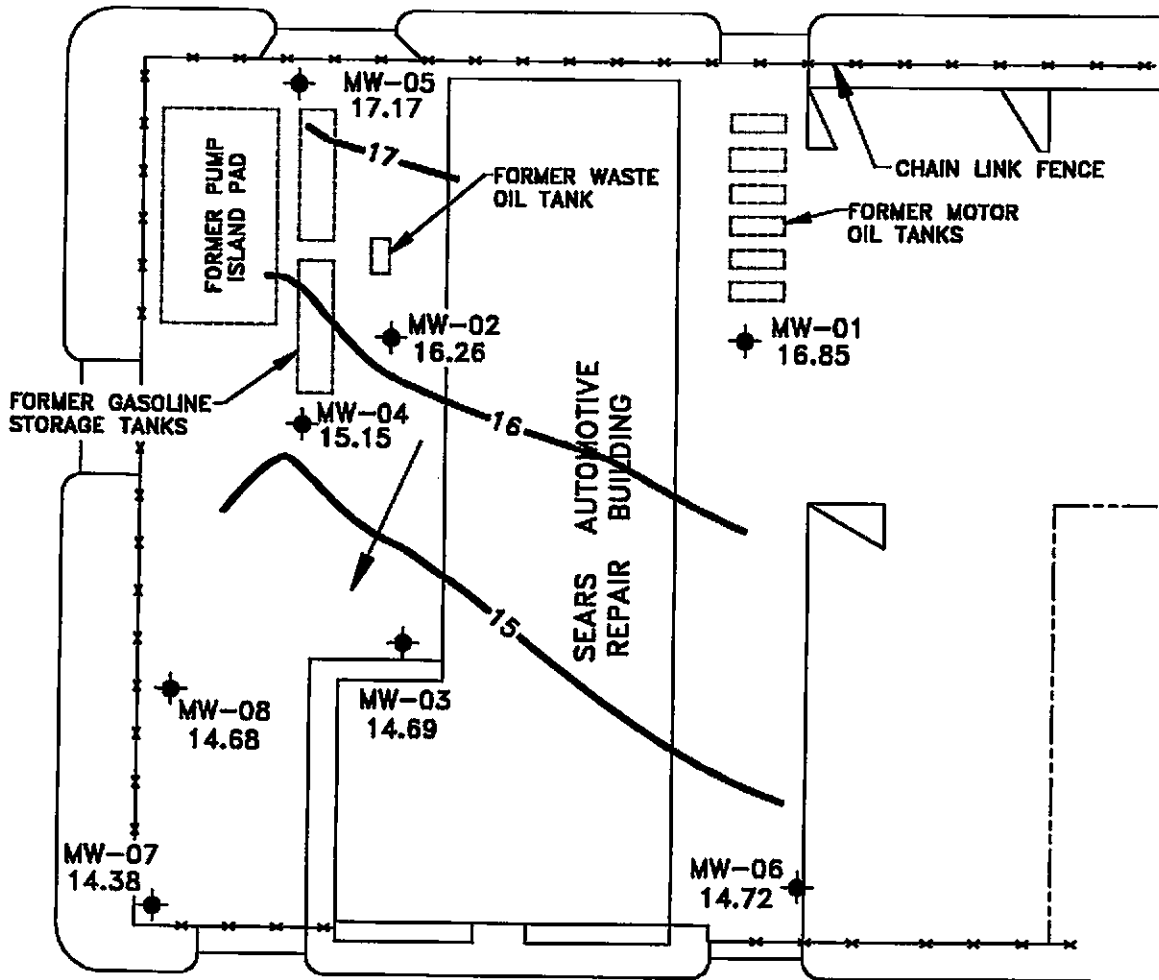 MW-05
17.17
17
FORMER PUMP
ISLAND PAD
FORMER WASTE
OIL TANK
CHAIN LINK FENCE
FORMER MOTOR
OIL TANKS
MW-02
16.26
MW-01
16.85
FORMER GASOLINE
STORAGE TANKS
MW-04
15.15
16
SEARS AUTOMOTIVE
REPAIR BUILDING
15
MW-03
14.69
MW-08
14.68
MW-07
14.38
MW-06
14.72